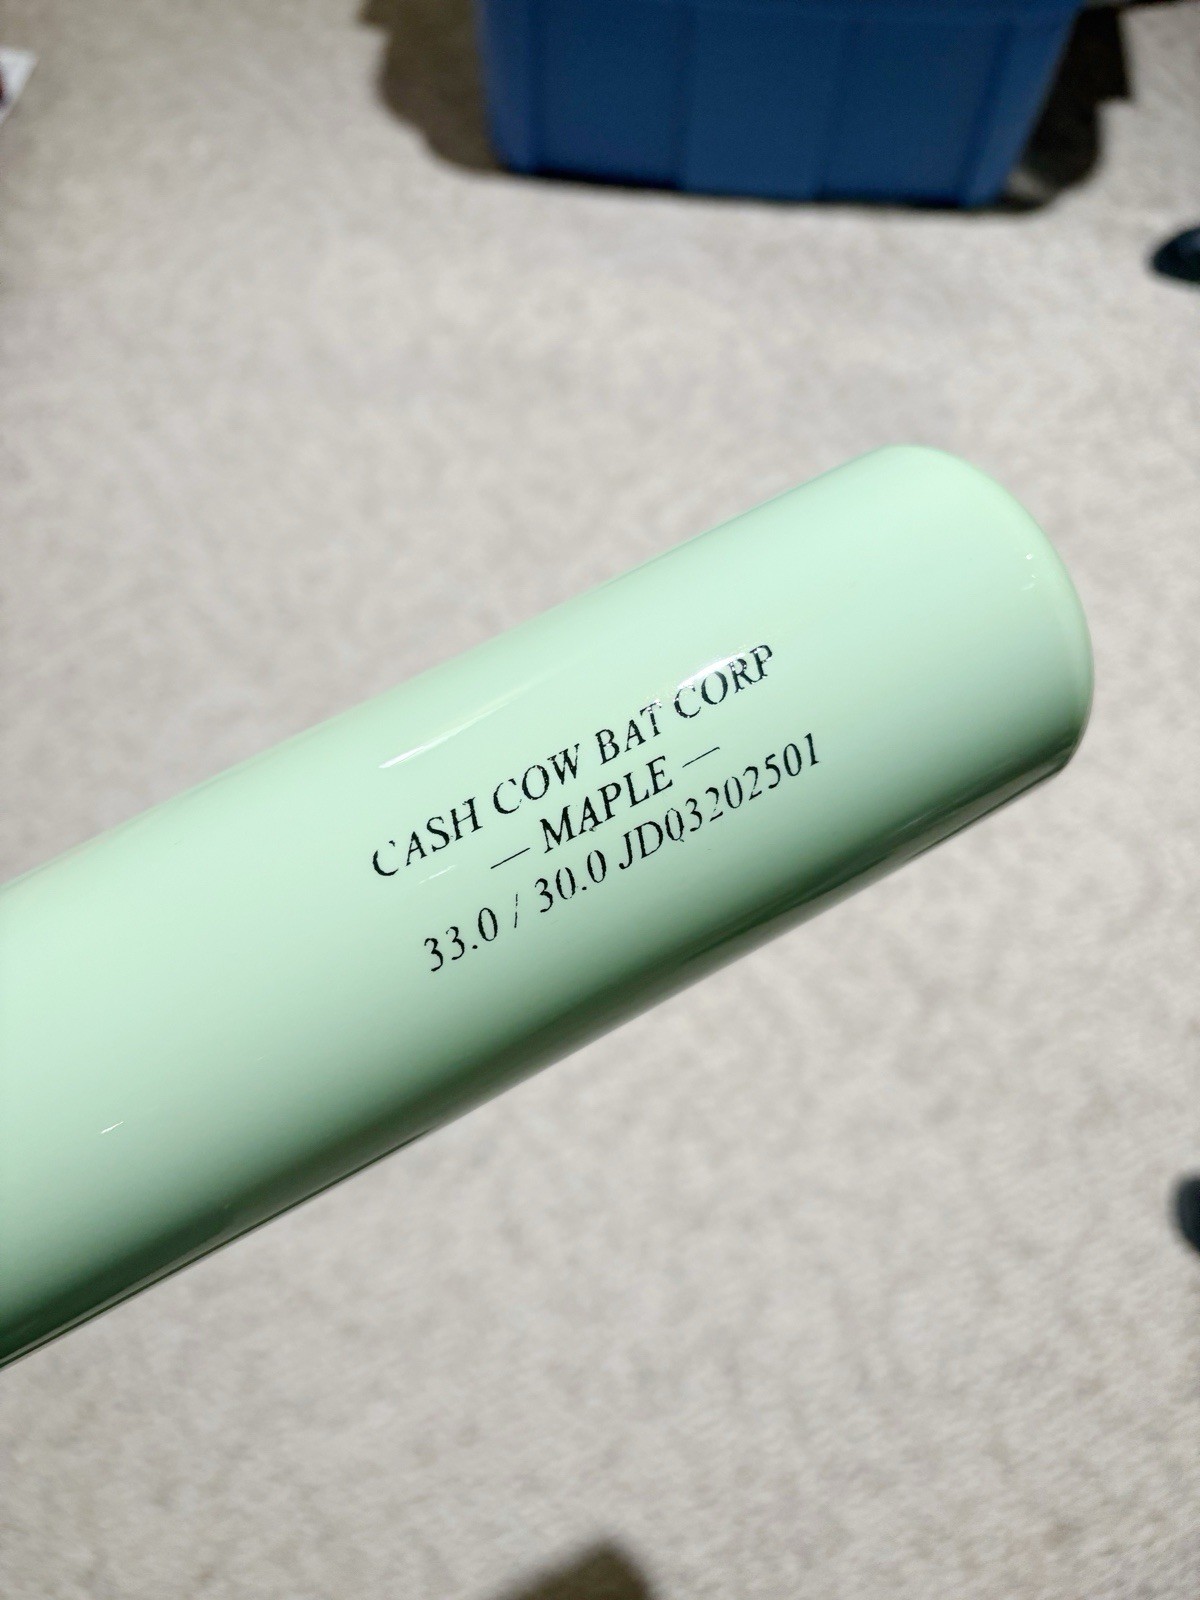 CASH COW BAT CORP
— MAPLE —
33.0 / 30.0 JD03202501